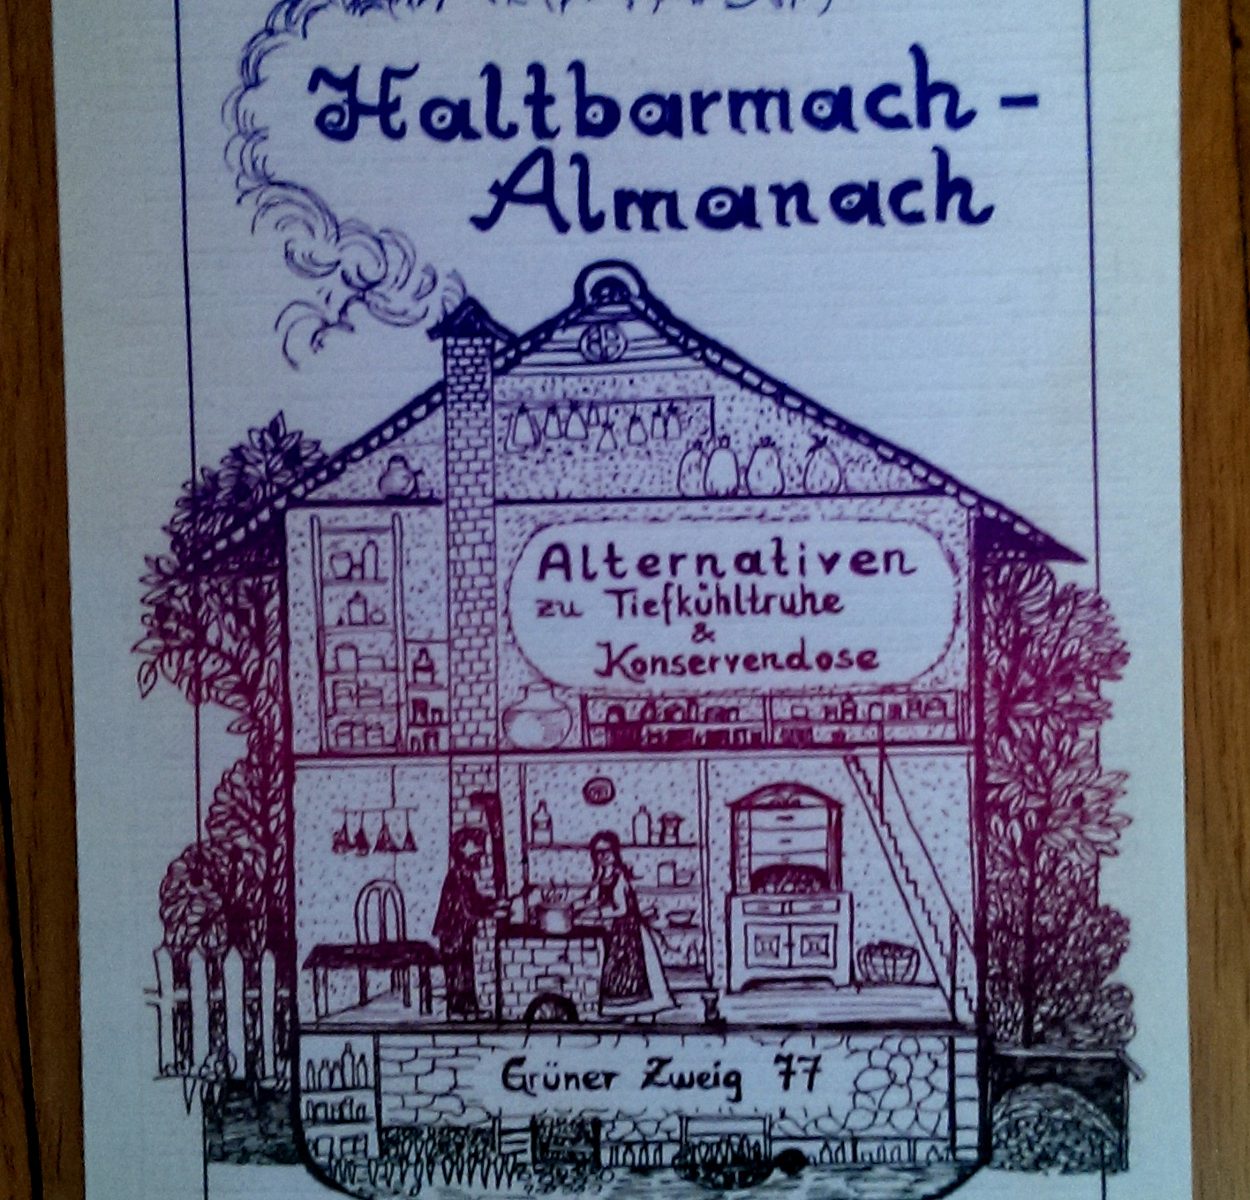 Haltbarmach-
Almanach
Alternativen
zu Tiefkühltruhe
&
Konservendose
Grüner Zweig 77